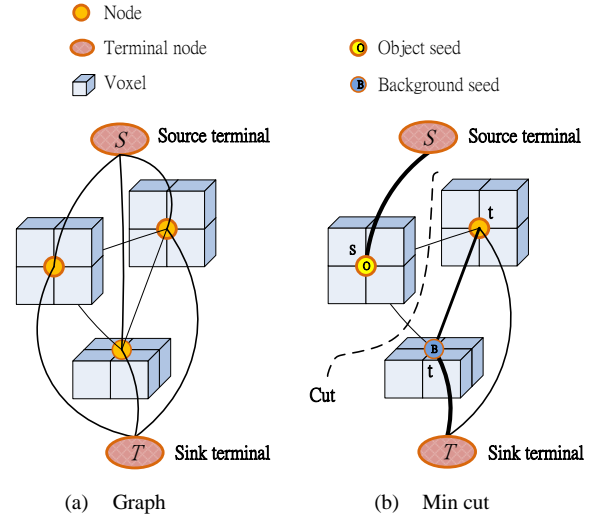 Node
Terminal node
Voxel
Object seed
Background seed
S
Source terminal
T
Sink terminal
(a) Graph
S
Source terminal
t
s
O
B
t
Cut
T
Sink terminal
(b) Min cut